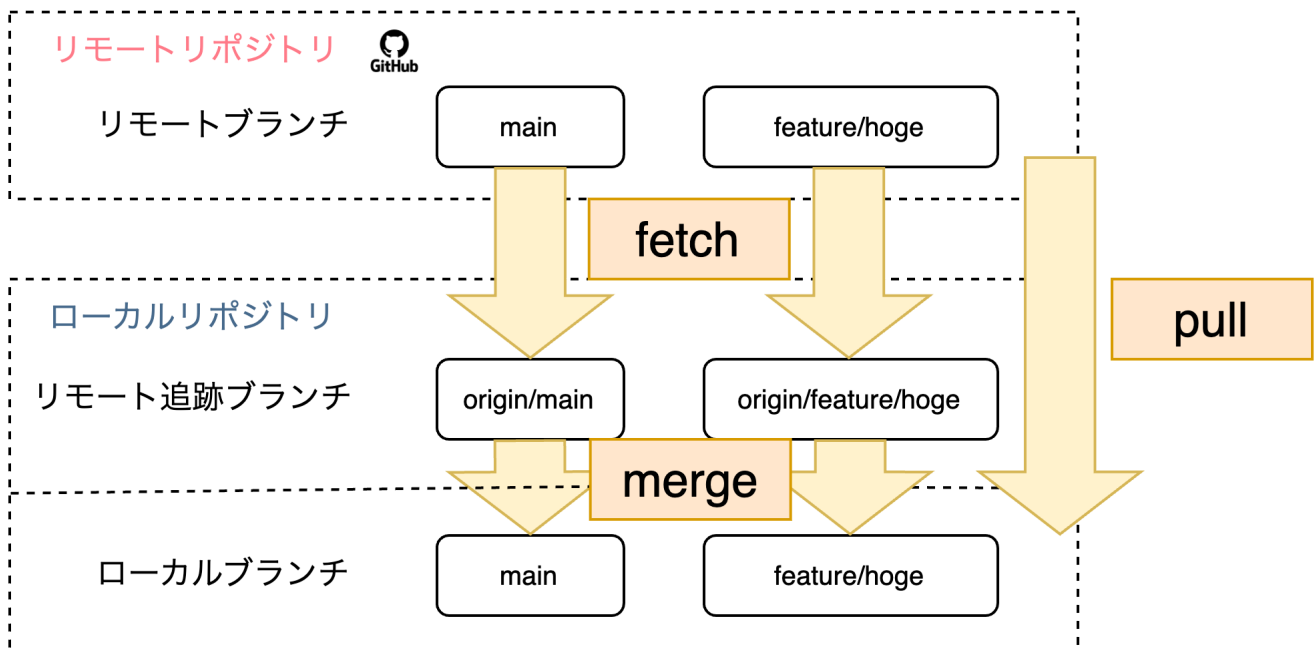 リモートリポジトリ
GitHub
リモートブランチ
main
feature/hoge
fetch
ローカルリポジトリ
pull
リモート追跡ブランチ
origin/main
origin/feature/hoge
merge
ローカルブランチ
main
feature/hoge